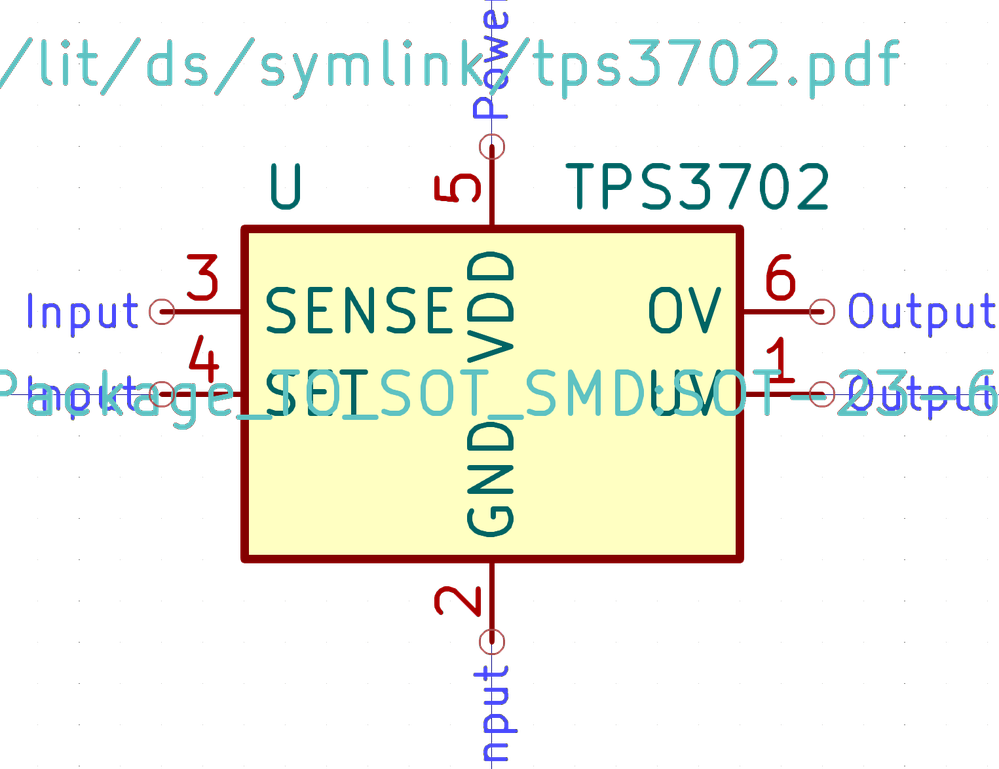 Powe
/lit/ds/symlink/tps3702.pdf
U
TPS3702
5
3
6
Input
SENSE
VDD
OV
Output
4
1
Input
SET
Package_TO_SOT_SMD:SOT-23-6
UV
Output
GND
2
nput